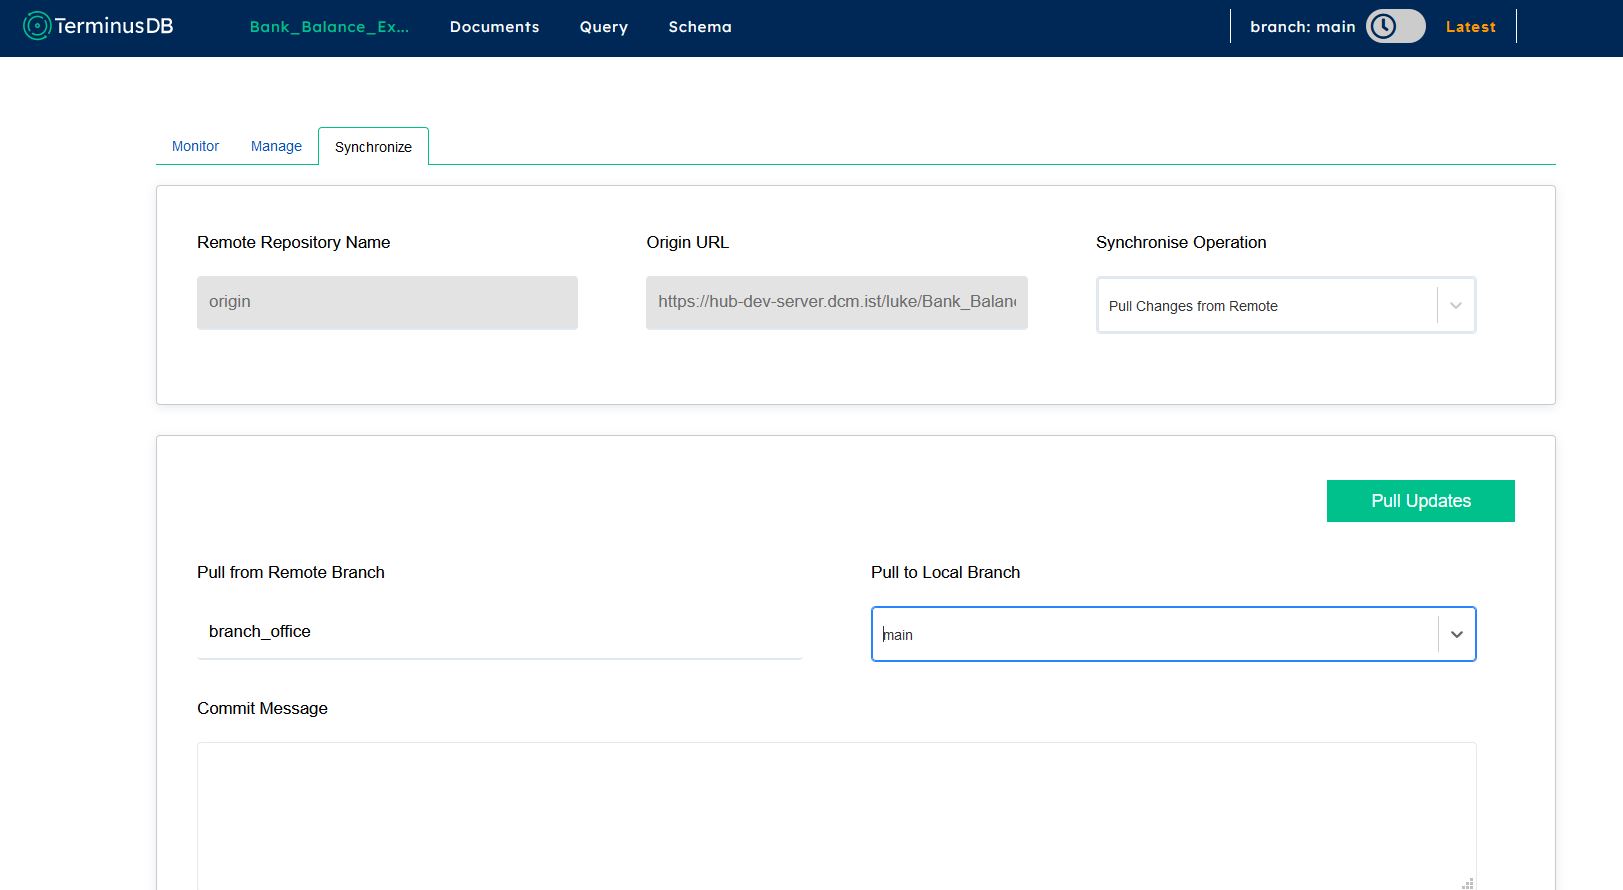 TerminusDB Bank_Balance_Ex... Documents Query Schema branch: main Latest
Monitor Manage Synchronize
Remote Repository Name Origin URL Synchronise Operation
origin https://hub-dev-server.dcm.ist/luke/Bank_Balan Pull Changes from Remote
Pull Updates
Pull from Remote Branch Pull to Local Branch
branch_office main
Commit Message